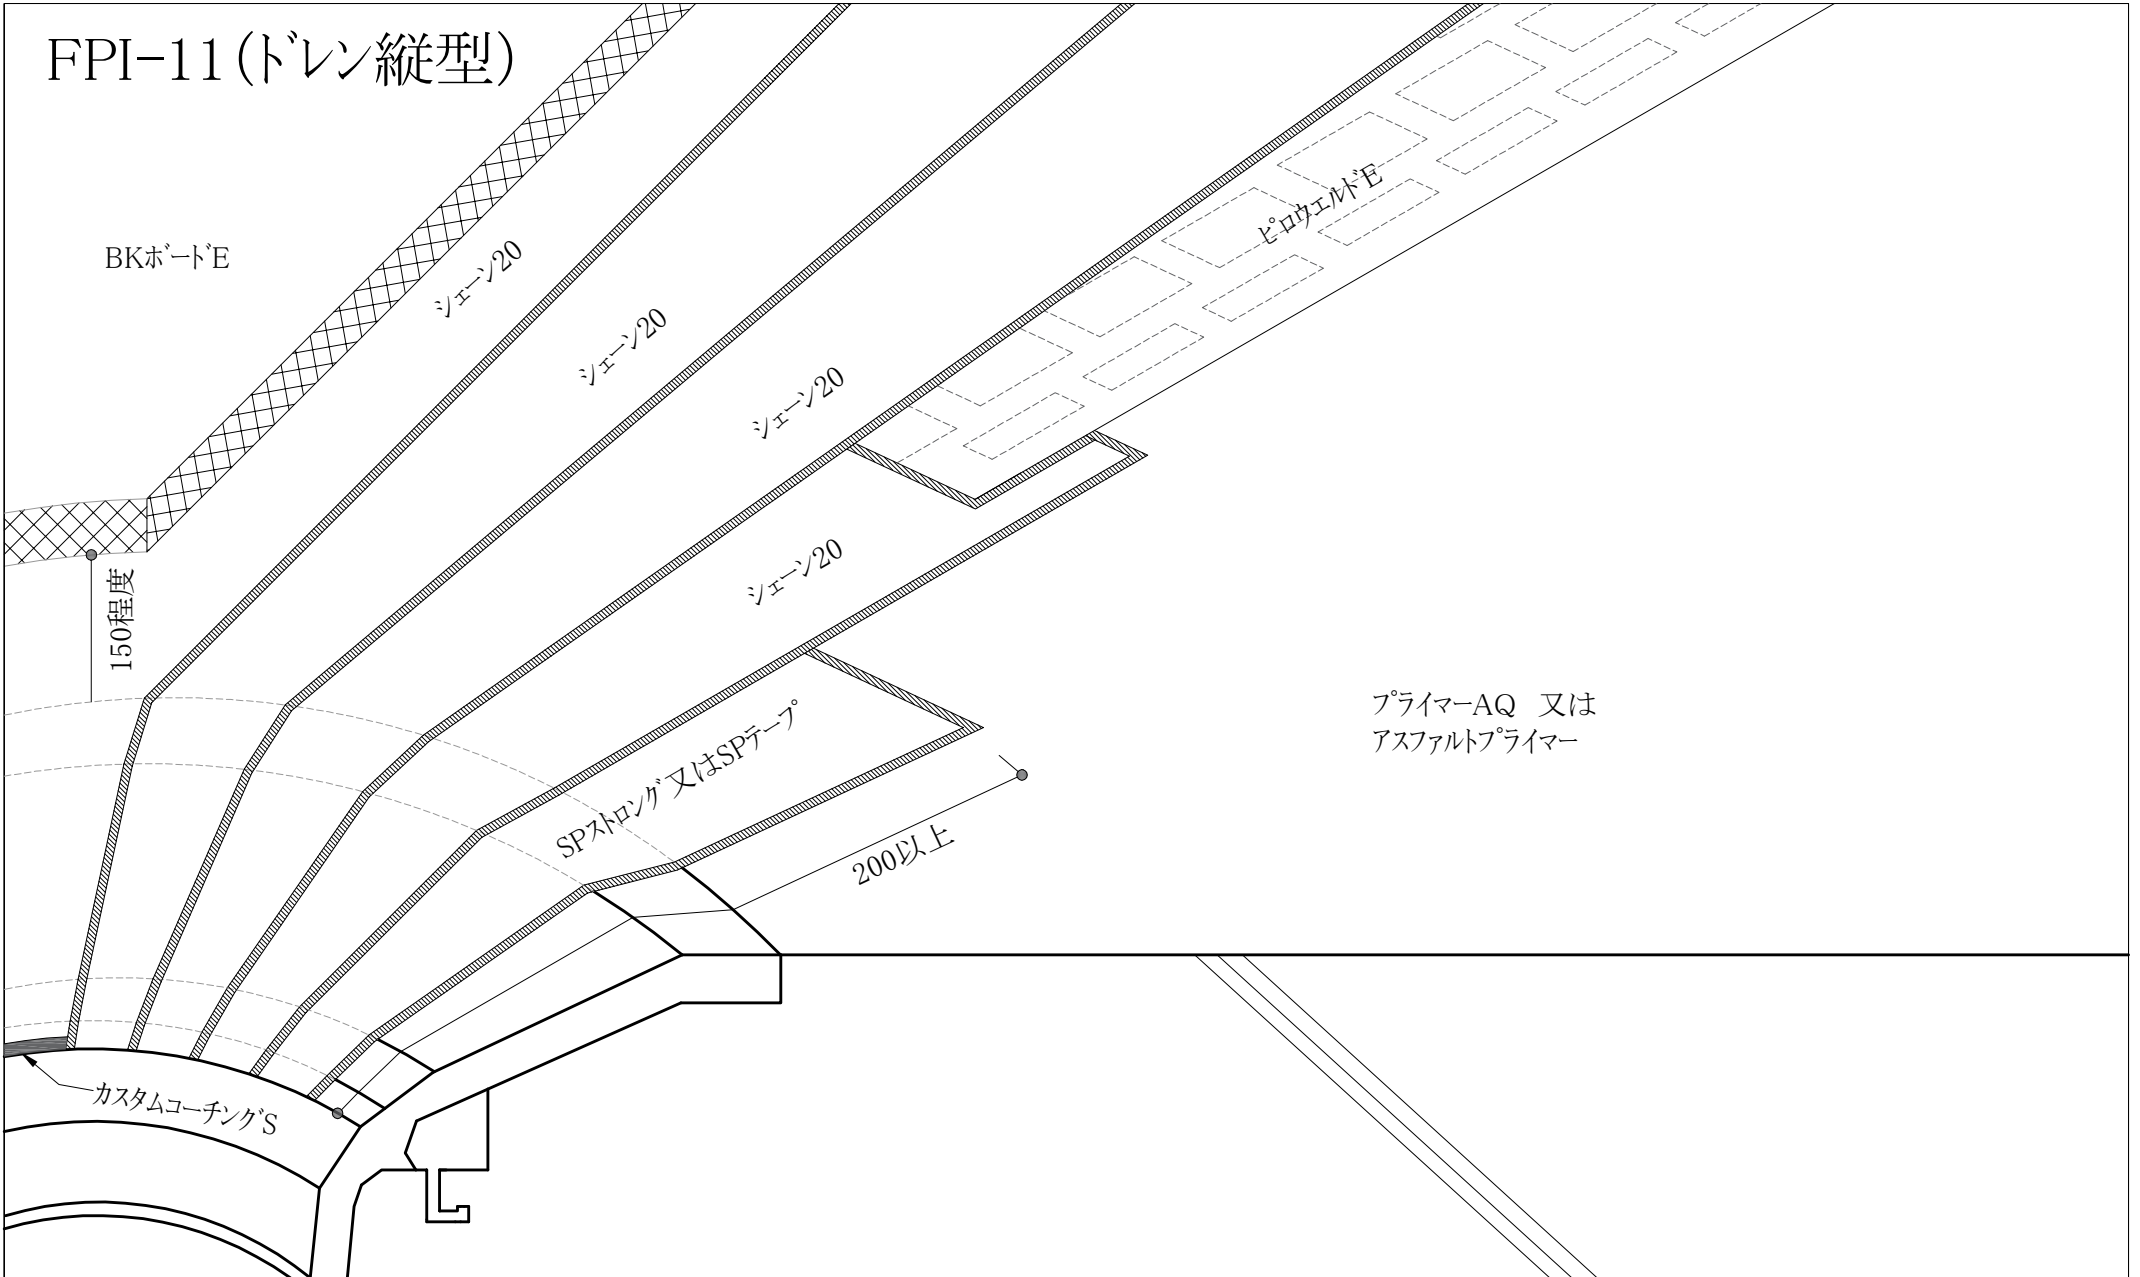 FPI-11(ドレン縦型)
BKボードE
シェーン20
シェーン20
シェーン20
ピロウェルドE
シェーン20
150程度
SPストロング又はSPテープ
200以上
プライマーAQ　又は
アスファルトプライマー
カスタムコーチングS